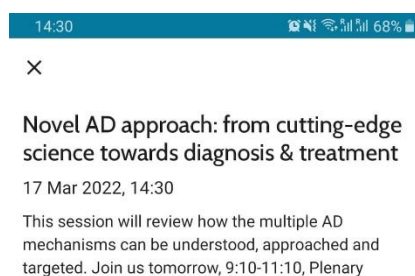 14:30
68%
Novel AD approach: from cutting-edge
science towards diagnosis & treatment
17 Mar 2022, 14:30
This session will review how the multiple AD
mechanisms can be understood, approached and
targeted. Join us tomorrow, 9:10-11:10, Plenary